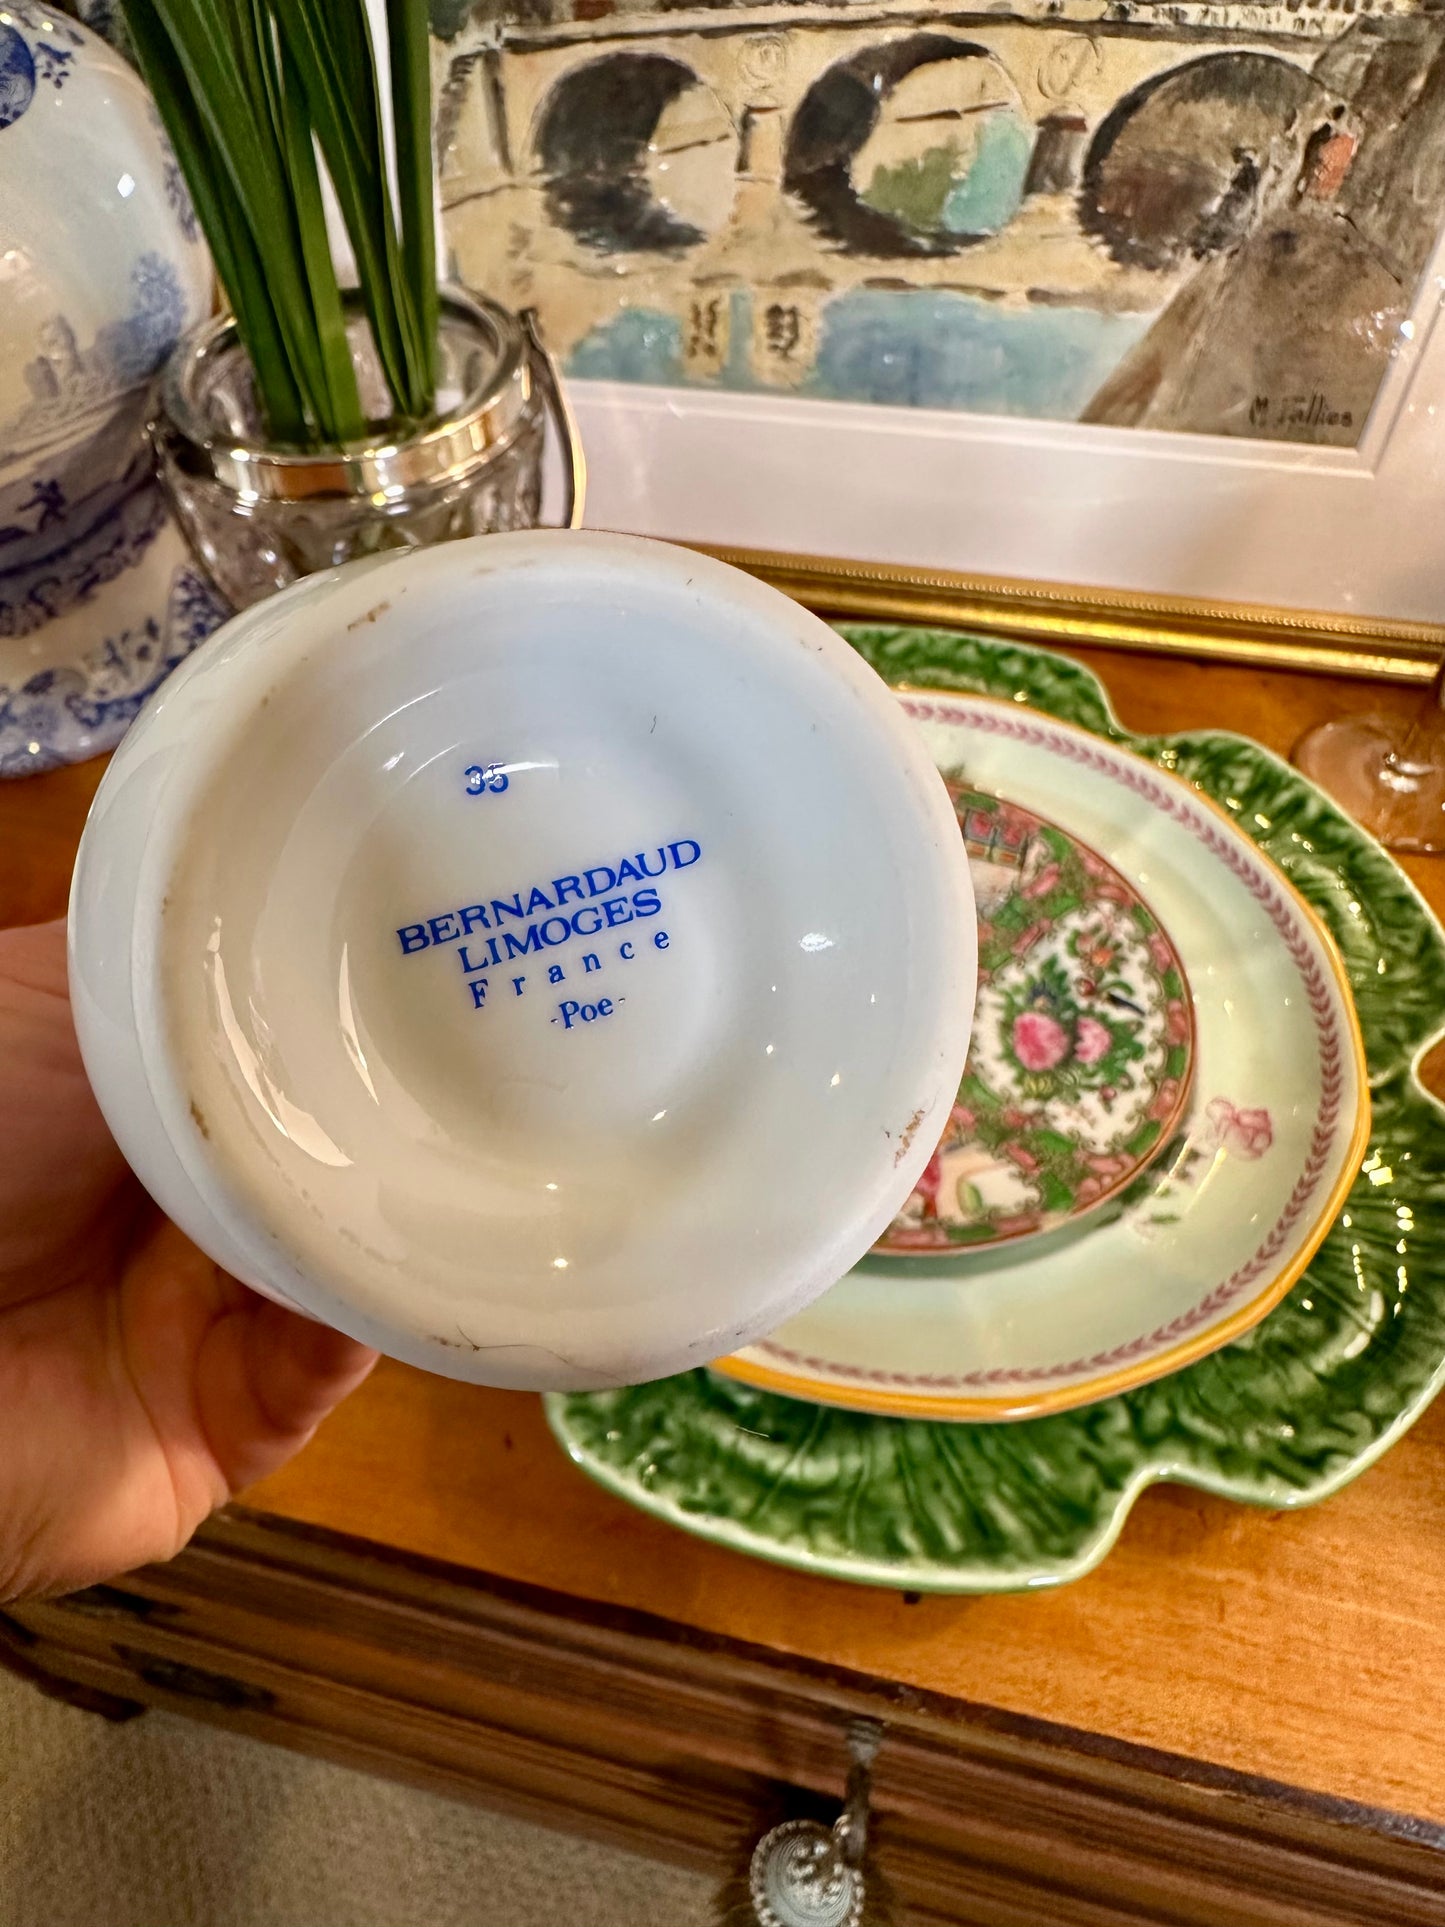 35
BERNARDAUD
LIMOGES
France
-Poe-